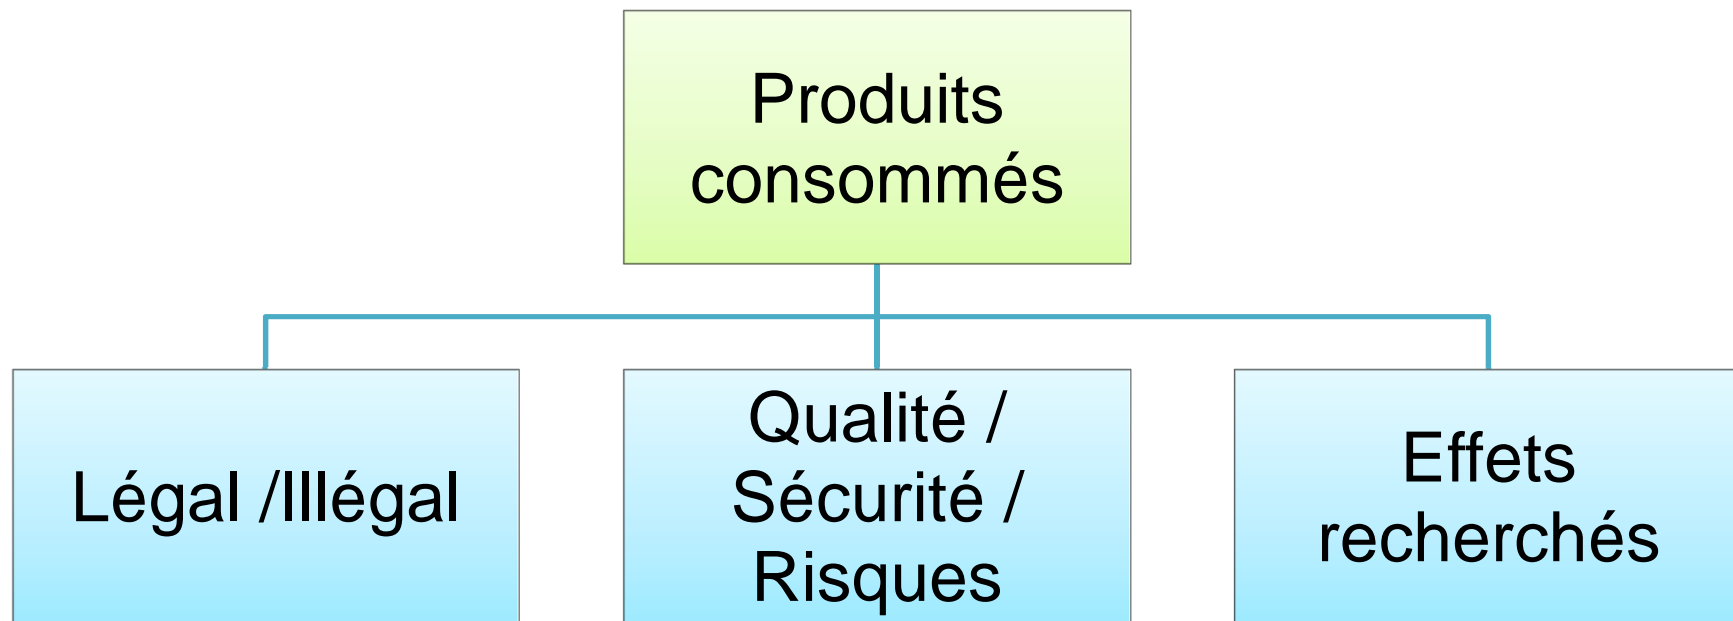 Produits
consommés
Légal /Illégal
Qualité /
Sécurité /
Risques
Effets
recherchés